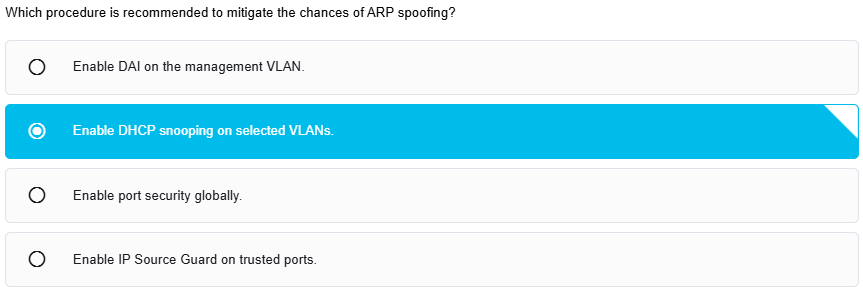 Which procedure is recommended to mitigate the chances of ARP spoofing?
Enable DAI on the management VLAN.
Enable DHCP snooping on selected VLANs.
Enable port security globally.
Enable IP Source Guard on trusted ports.